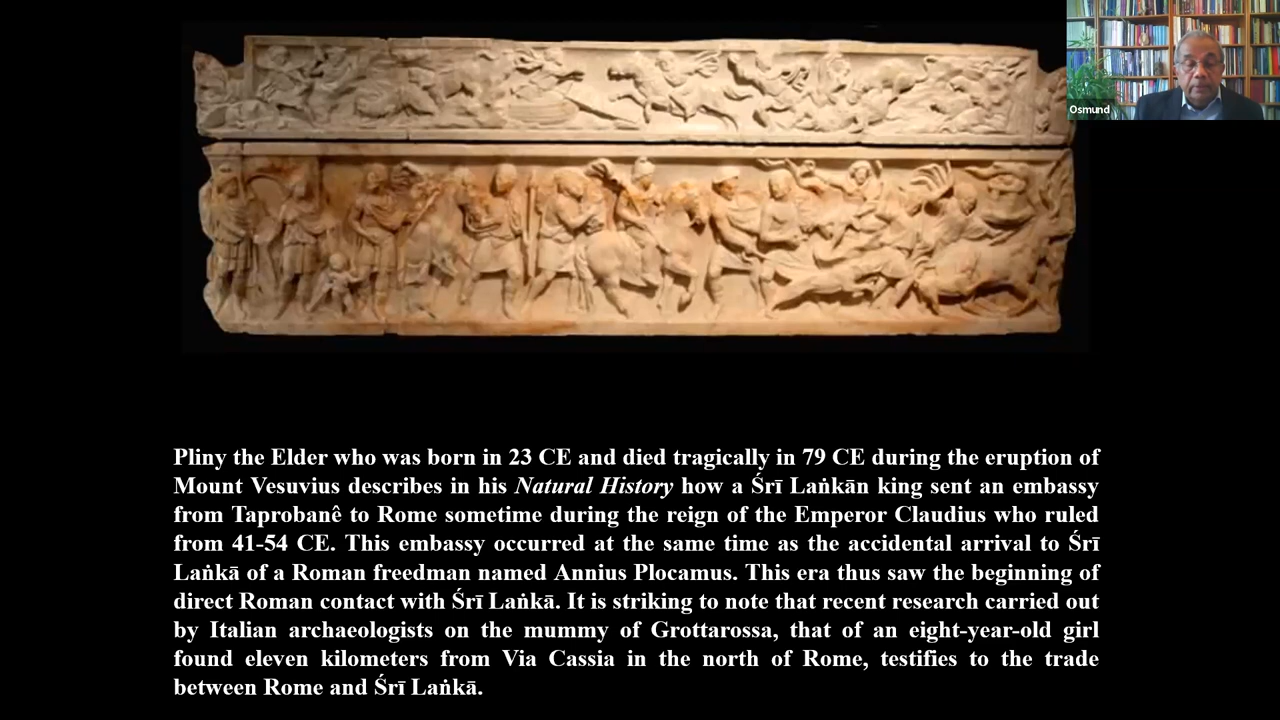 Osmund
Pliny the Elder who was born in 23 CE and died tragically in 79 CE during the eruption of
Mount Vesuvius describes in his Natural History how a Śrī Laṅkān king sent an embassy
from Taprobanê to Rome sometime during the reign of the Emperor Claudius who ruled
from 41-54 CE. This embassy occurred at the same time as the accidental arrival to Śrī
Laṅkā of a Roman freedman named Annius Plocamus. This era thus saw the beginning of
direct Roman contact with Śrī Laṅkā. It is striking to note that recent research carried out
by Italian archaeologists on the mummy of Grottarossa, that of an eight-year-old girl
found eleven kilometers from Via Cassia in the north of Rome, testifies to the trade
between Rome and Śrī Laṅkā.